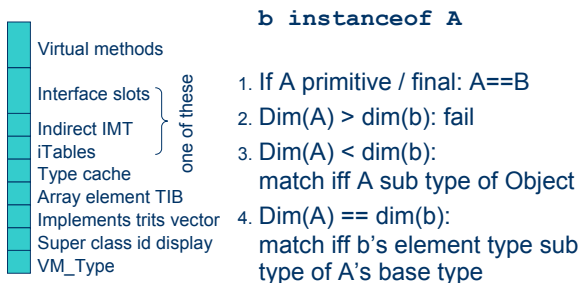 b instanceof A
Virtual methods
Interface slots
Indirect IMT
iTables
one of these
Type cache
Array element TIB
Implements trits vector
Super class id display
VM_Type
1. If A primitive / final: A==B
2. Dim(A) > dim(b): fail
3. Dim(A) < dim(b):
match iff A sub type of Object
4. Dim(A) == dim(b):
match iff b's element type sub
type of A's base type